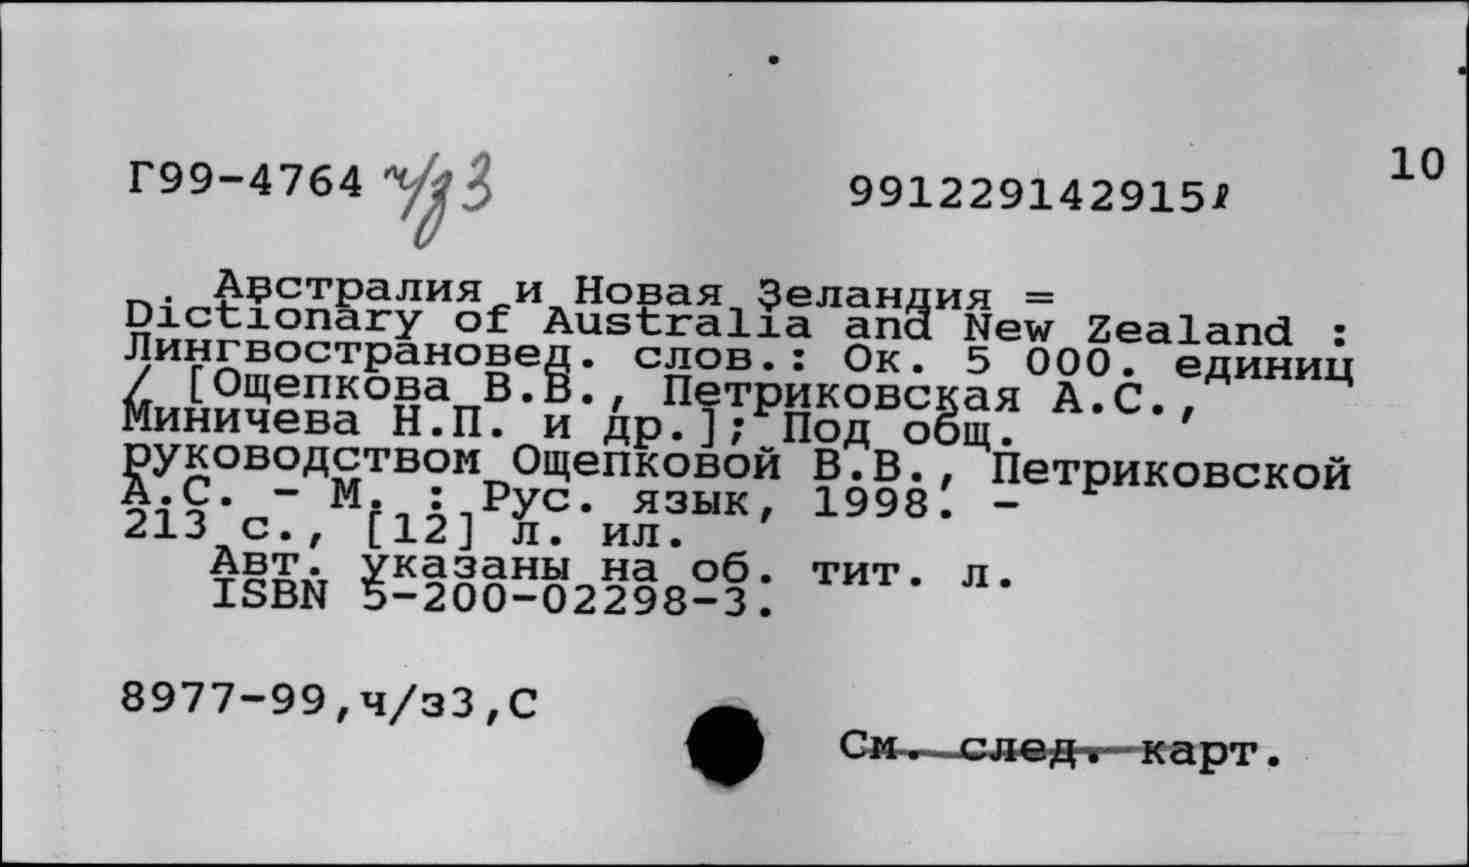 10
Г99-4764 ч/з 3
991229142915
Австралия и Новая Зеландия =
Dictionary of Australia and New Zealand :
Лингвострановед. слов.: Ок. 5 000. единиц
/ [Ощепкова В.В., Петриковская А.С.,
Миничева Н.П. и др.]; Под общ.
руководством Ощепковой В.В., Петриковской
А.С. - М. : Рус. язык, 1998. -
213 с., [12] л. ил.
Авт. указаны на об. тит. л.
ISBN 5-200-02298-3.
8977-99,ч/з3,С
См. след. карт.